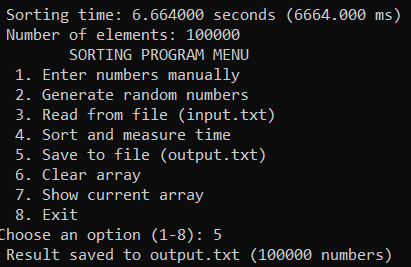 Sorting time: 6.664000 seconds (6664.000 ms)
Number of elements: 100000
SORTING PROGRAM MENU
1. Enter numbers manually
2. Generate random numbers
3. Read from file (input.txt)
4. Sort and measure time
5. Save to file (output.txt)
6. Clear array
7. Show current array
8. Exit
Choose an option (1-8): 5
Result saved to output.txt (100000 numbers)